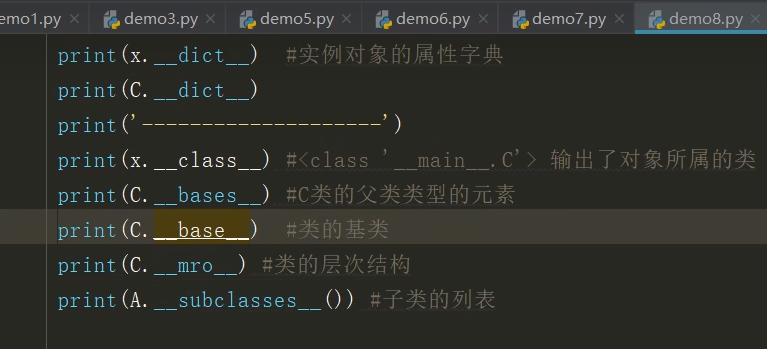 emo1.py × demo3.py × demo5.py × demo6.py × demo7.py × demo8.py ×
print(x.__dict__) #实例对象的属性字典
print(C.__dict__)
print('--------------------')
print(x.__class__) #<class '__main__.C'> 输出了对象所属的类
print(C.__bases__) #C类的父类类型的元素
print(C.__base__) #类的基类
print(C.__mro__) #类的层次结构
print(A.__subclasses__()) #子类的列表